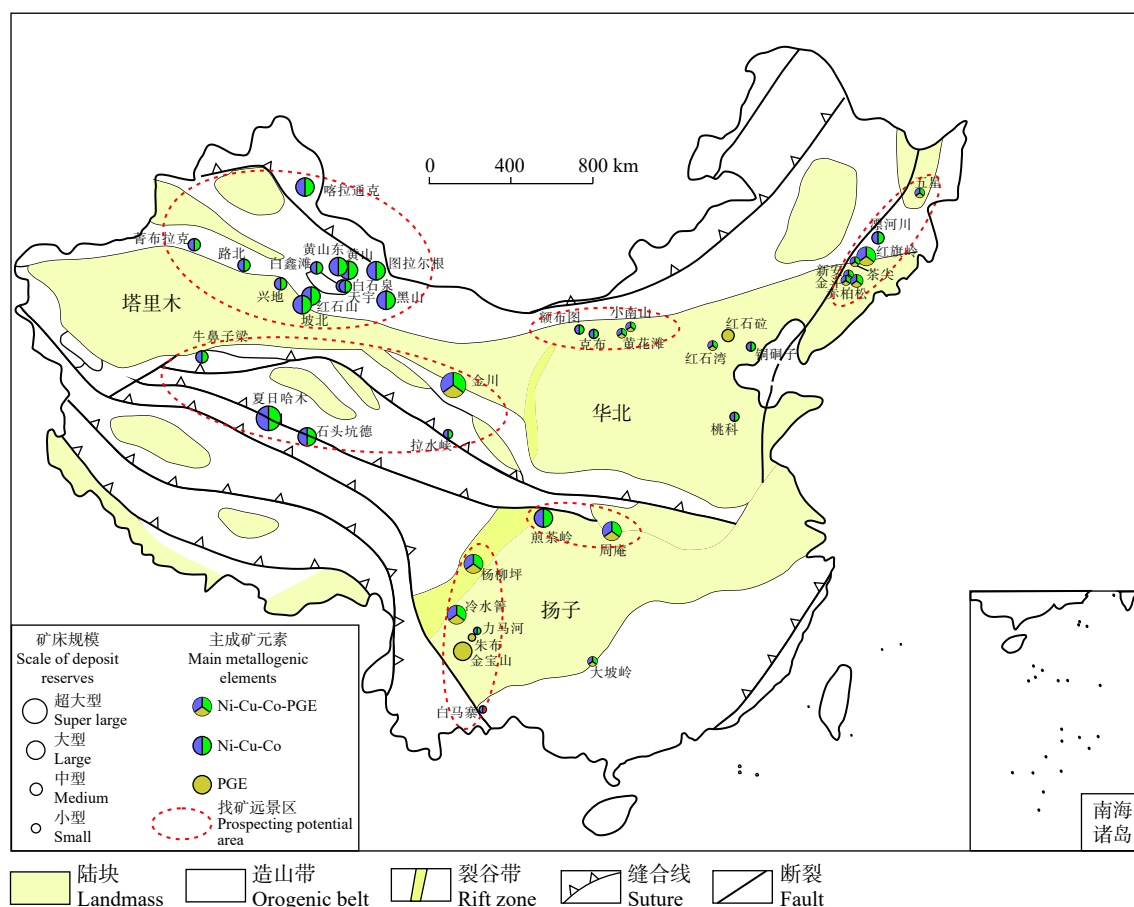 0 400 800 km
喀拉通克
五星
漂河川
红旗岭
茶尖
新安
赤柏松
菁布拉克
路北
白鑫滩
黄山东
黄山
图拉尔根
白石泉
天宇
黑山
兴地
红石山
坡北
塔里木
牛鼻子梁
额布图
小南山
克布
黄花滩
红石砬
红石湾
铜硐子
金川
华北
夏日哈木
石头坑德
拉水峡
桃科
煎茶岭
周庵
杨柳坪
冷水箐
扬子
力马河
朱布
金宝山
大坡岭
白马寨
矿床规模
Scale of deposit
reserves
超大型
Super large
大型
Large
中型
Medium
小型
Small
主成矿元素
Main metallogenic
elements
Ni-Cu-Co-PGE
Ni-Cu-Co
PGE
找矿远景区
Prospecting potential
area
南海
诸岛
陆块
Landmass
造山带
Orogenic belt
裂谷带
Rift zone
缝合线
Suture
断裂
Fault